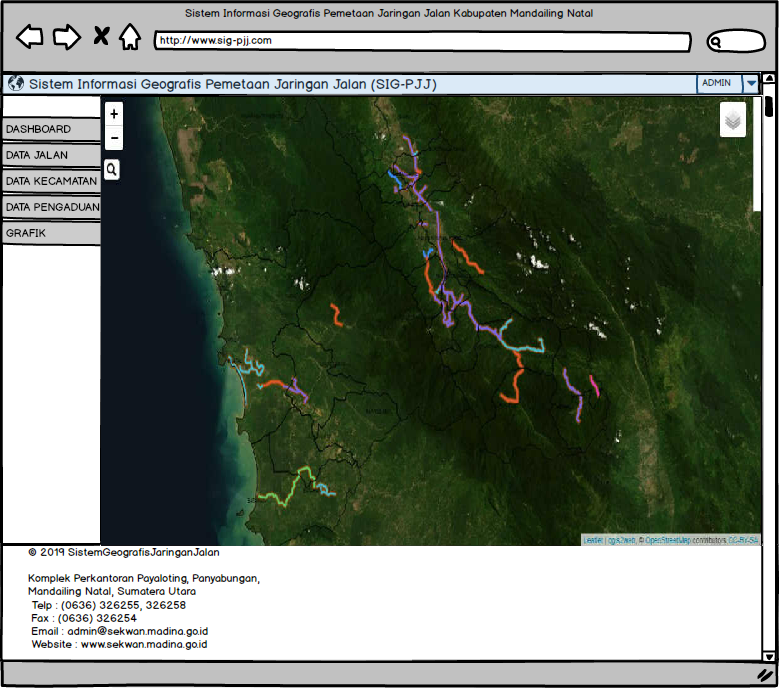 Sistem Informasi Geografis Pemetaan Jaringan Jalan Kabupaten Mandailing Natal
http://www.sig-pjj.com
Sistem Informasi Geografis Pemetaan Jaringan Jalan (SIG-PJJ)
ADMIN
+
-
DASHBOARD
DATA JALAN
DATA KECAMATAN
DATA PENGADUAN
GRAFIK
Leaflet | qgis2web, © OpenStreetMap contributors CC-BY-SA
© 2019 SistemGeografisJaringanJalan
Komplek Perkantoran Payaloting, Panyabungan,
Mandailing Natal, Sumatera Utara
Telp : (0636) 326255, 326258
Fax : (0636) 326254
Email : admin@sekwan.madina.go.id
Website : www.sekwan.madina.go.id